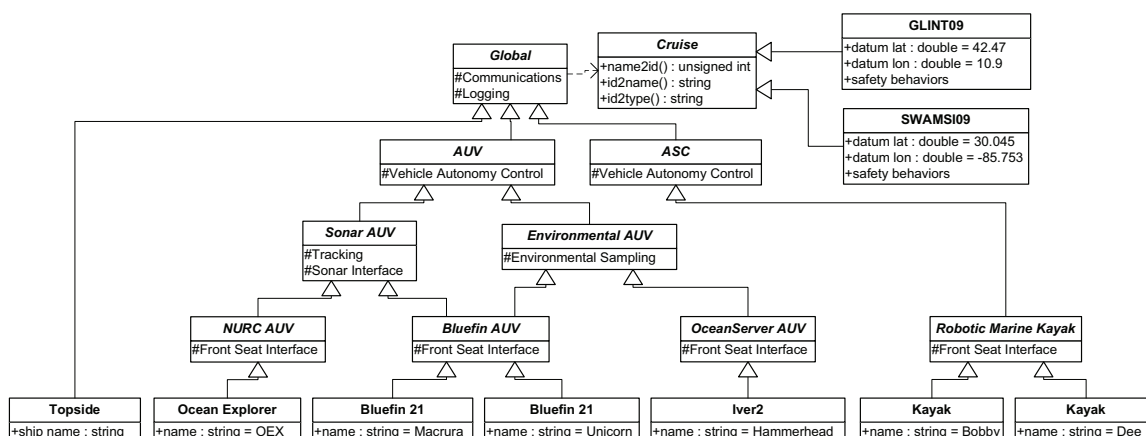 GLINT09
+datum lat : double = 42.47
+datum lon : double = 10.9
+safety behaviors
Cruise
+name2id() : unsigned int
+id2name() : string
+id2type() : string
Global
#Communications
#Logging
SWAMSI09
+datum lat : double = 30.045
+datum lon : double = -85.753
+safety behaviors
AUV
#Vehicle Autonomy Control
ASC
#Vehicle Autonomy Control
Sonar AUV
#Tracking
#Sonar Interface
Environmental AUV
#Environmental Sampling
NURC AUV
#Front Seat Interface
Bluefin AUV
#Front Seat Interface
OceanServer AUV
#Front Seat Interface
Robotic Marine Kayak
#Front Seat Interface
Topside
+ship name : string
Ocean Explorer
+name : string = OEX
Bluefin 21
+name : string = Macrura
Bluefin 21
+name : string = Unicorn
Iver2
+name : string = Hammerhead
Kayak
+name : string = Bobby
Kayak
+name : string = Dee